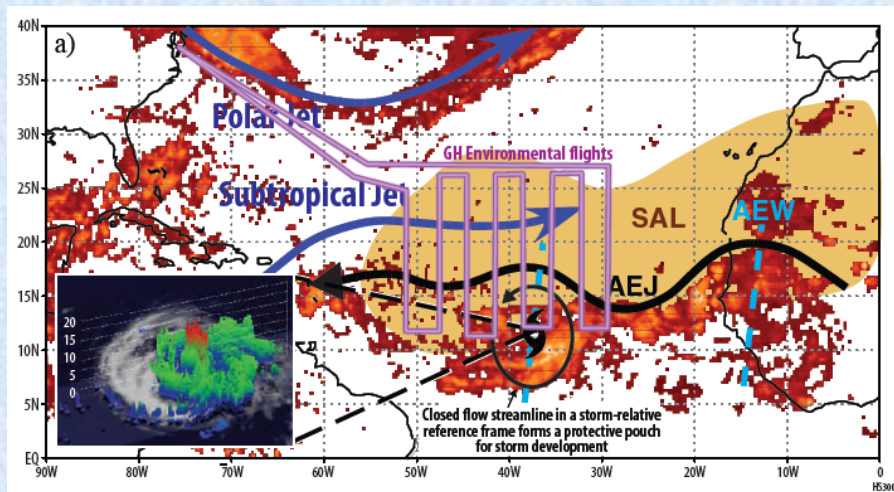 a)
40N
35N
30N
25N
20N
15N
10N
5N
EQ
Polar Jet
GH Environmental flights
Subtropical Jet
SAL
AEW
AEJ
20
15
10
5
0
Closed flow streamline in a storm-relative
reference frame forms a protective pouch
for storm development
90W 80W 70W 60W 50W 40W 30W 20W 10W 0